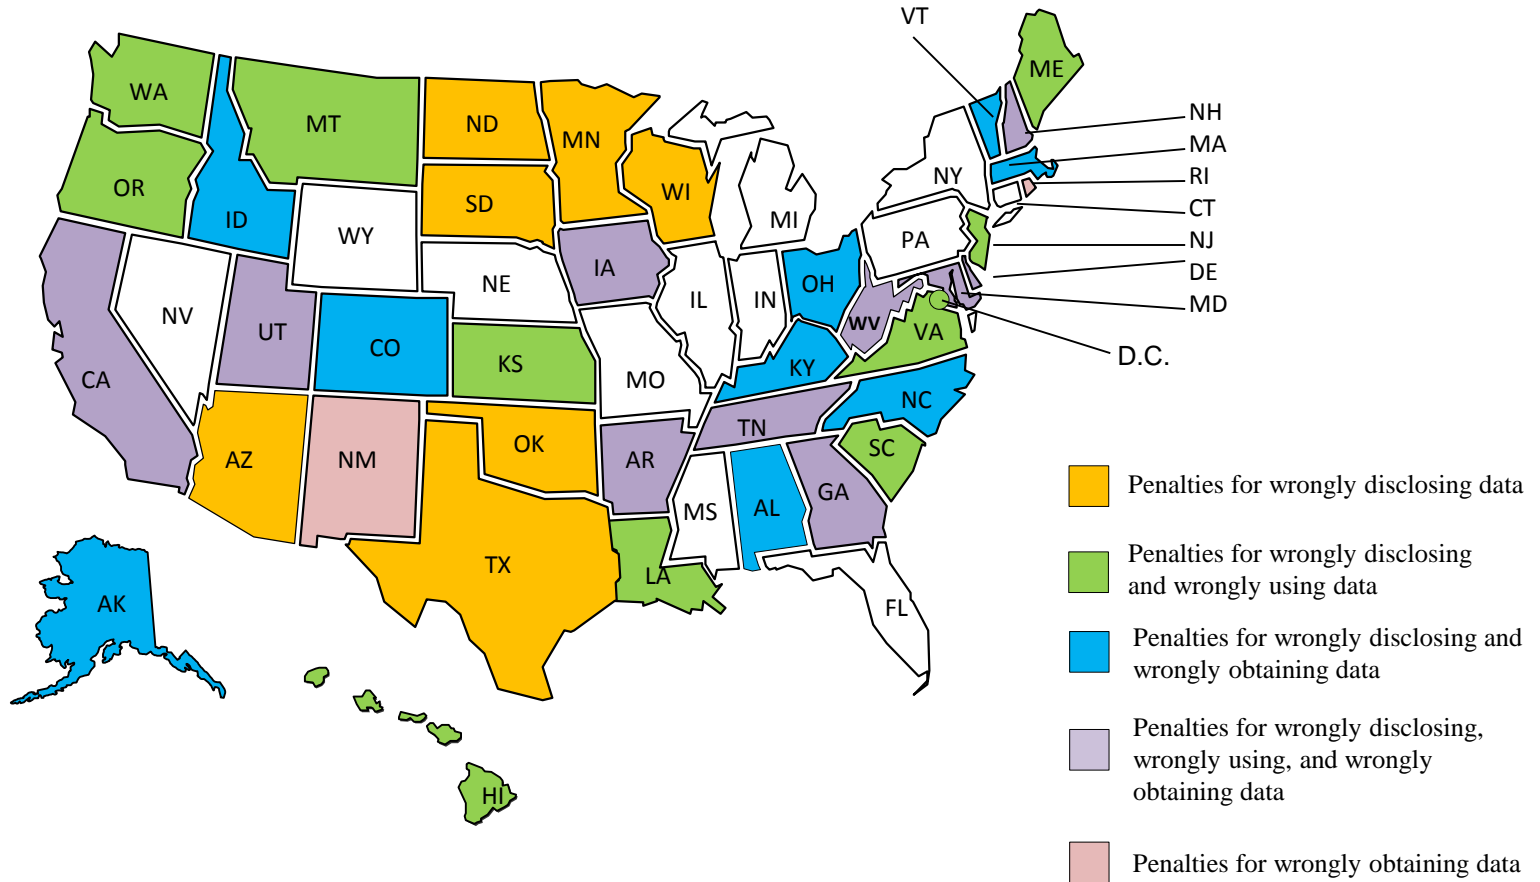 VT
ME
WA
NH
MT
ND
MN
MA
NY
RI
OR
SD
WI
CT
ID
MI
WY
PA
NJ
IA
DE
NE
OH
IL
IN
MD
NV
UT
WV
VA
CO
D.C.
KS
KY
CA
MO
NC
TN
OK
SC
AZ
NM
AR
GA
Penalties for wrongly disclosing data
MS
AL
TX
LA
Penalties for wrongly disclosing
and wrongly using data
AK
FL
Penalties for wrongly disclosing and
wrongly obtaining data
Penalties for wrongly disclosing,
wrongly using, and wrongly
obtaining data
HI
Penalties for wrongly obtaining data